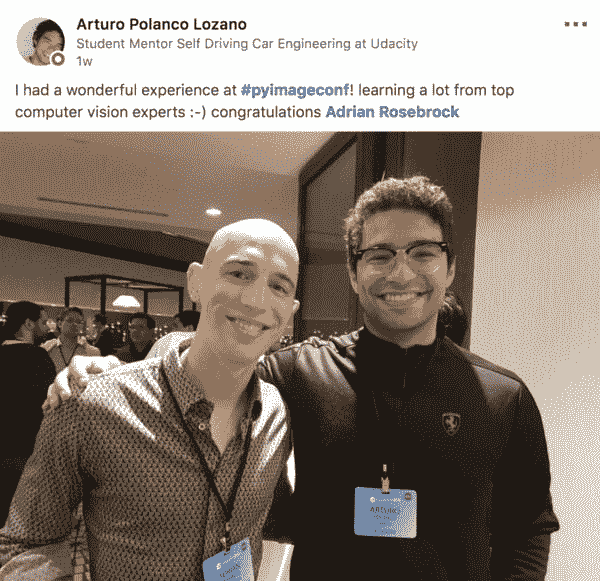 Arturo Polanco Lozano
Student Mentor Self Driving Car Engineering at Udacity
1w
I had a wonderful experience at #pyimageconf! learning a lot from top
computer vision experts :-) congratulations Adrian Rosebrock
ARTURO